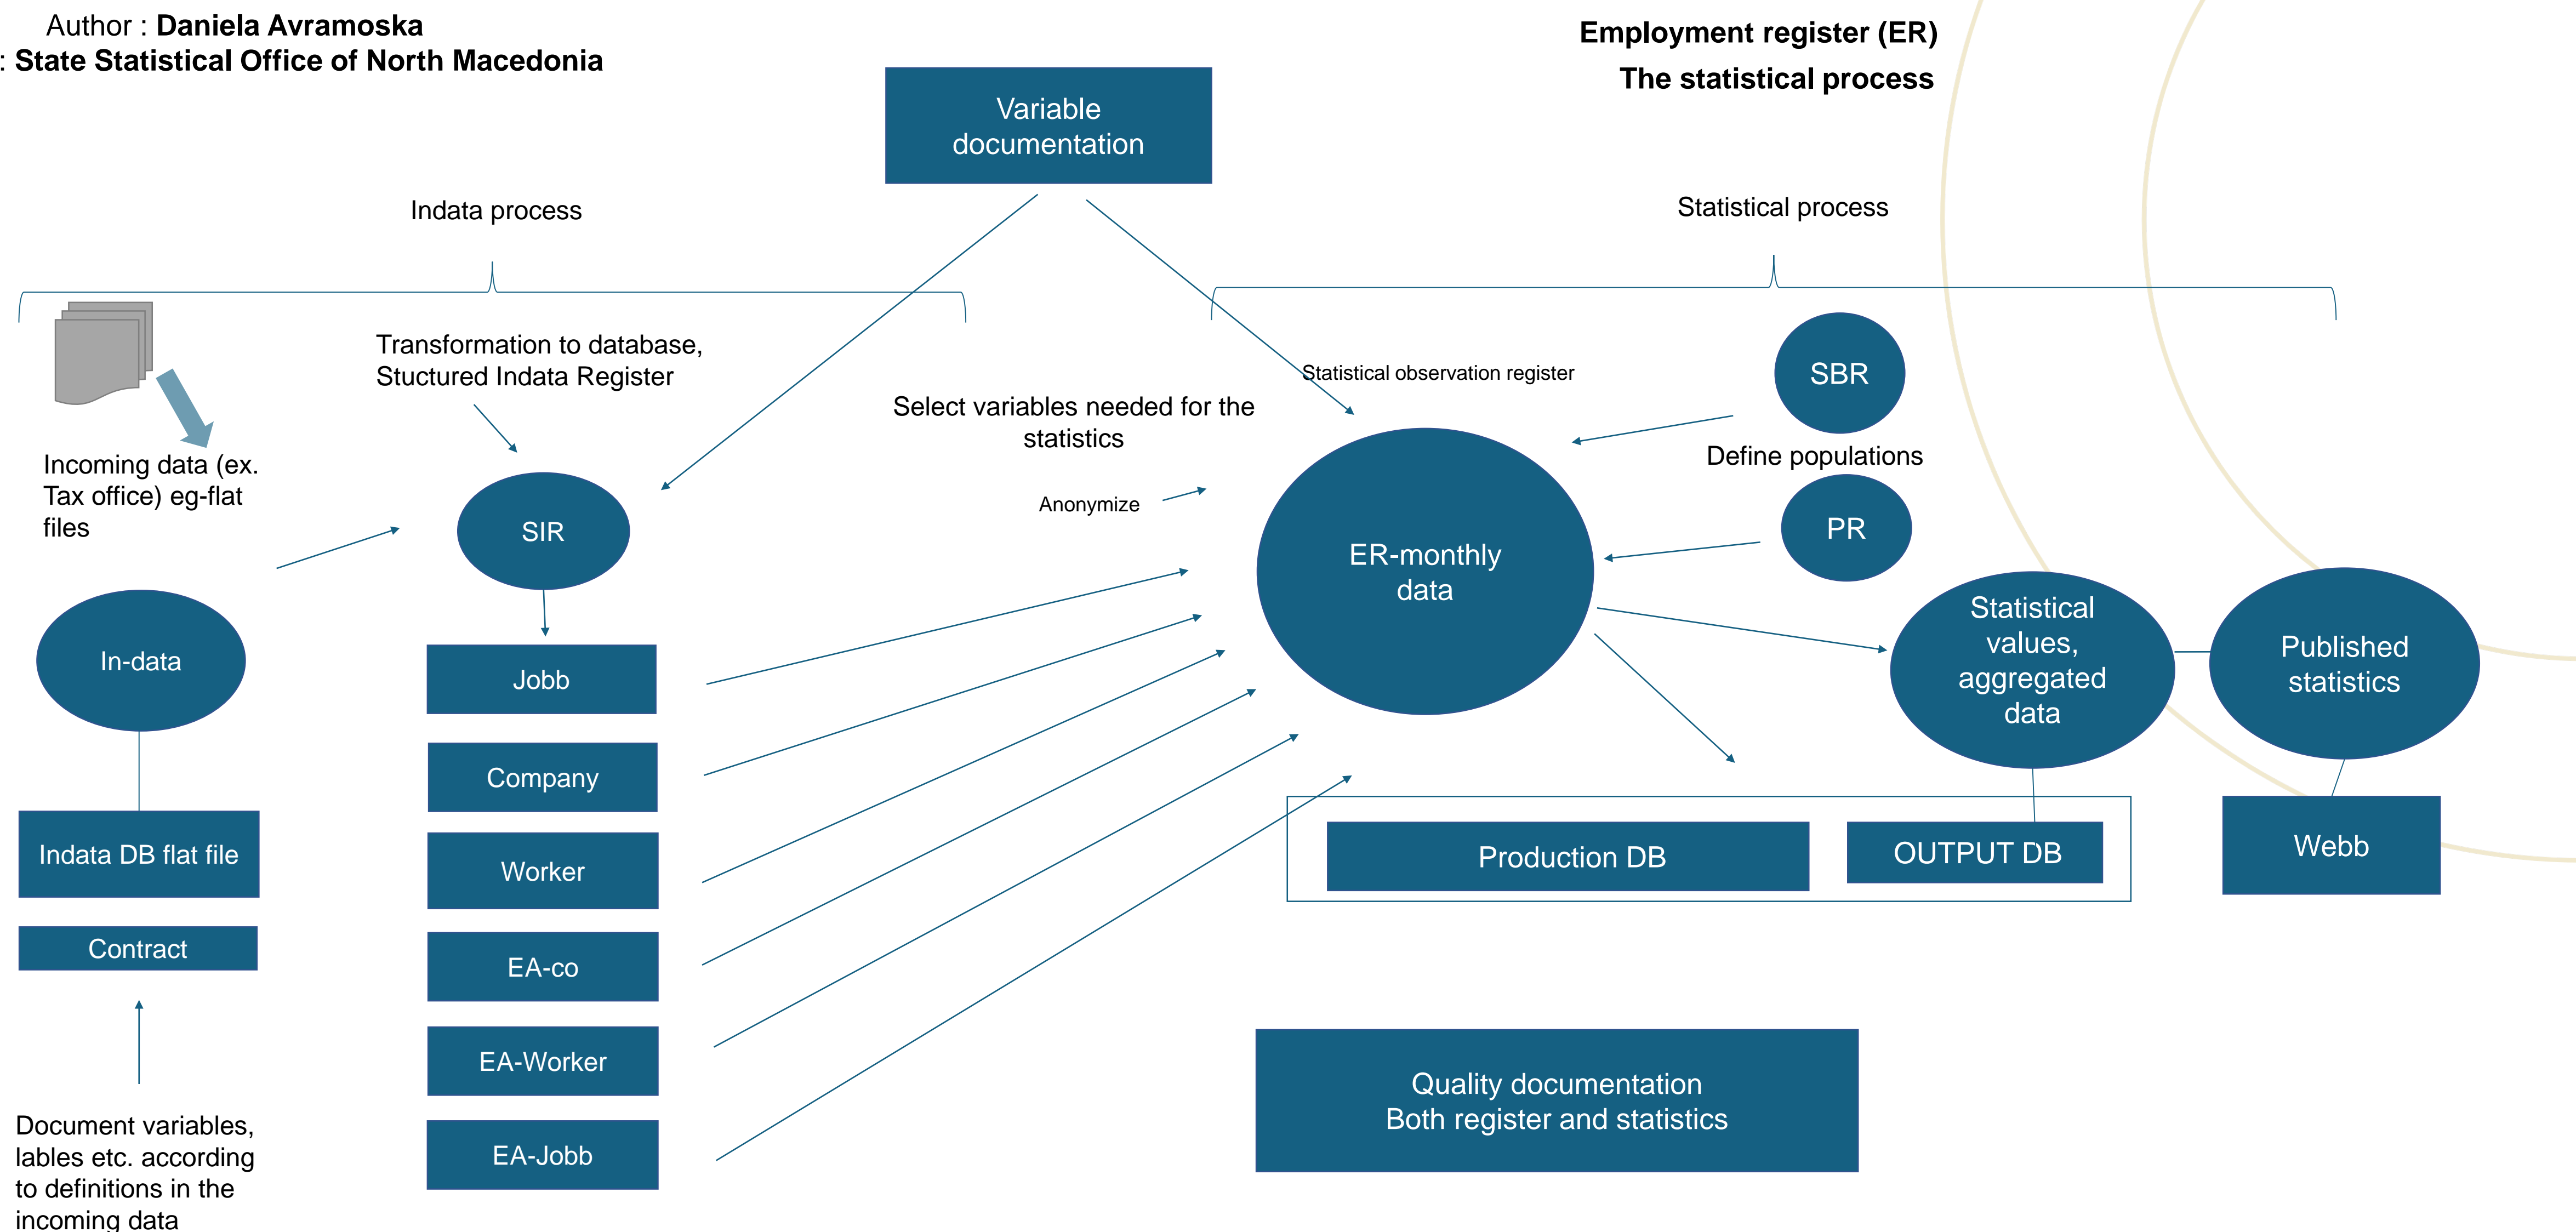 Author : Daniela Avramoska
: State Statistical Office of North Macedonia
Employment register (ER)
The statistical process
Variable
documentation
Indata process
Statistical process
Transformation to database,
Stuctured Indata Register
Select variables needed for the
statistics
Statistical observation register
SBR
Define populations
PR
Incoming data (ex.
Tax office) eg-flat
files
SIR
Anonymize
ER-monthly
data
In-data
Jobb
Company
Worker
EA-co
EA-Worker
EA-Jobb
Statistical
values,
aggregated
data
Published
statistics
Indata DB flat file
Contract
Production DB
OUTPUT DB
Webb
Document variables,
lables etc. according
to definitions in the
incoming data
Quality documentation
Both register and statistics